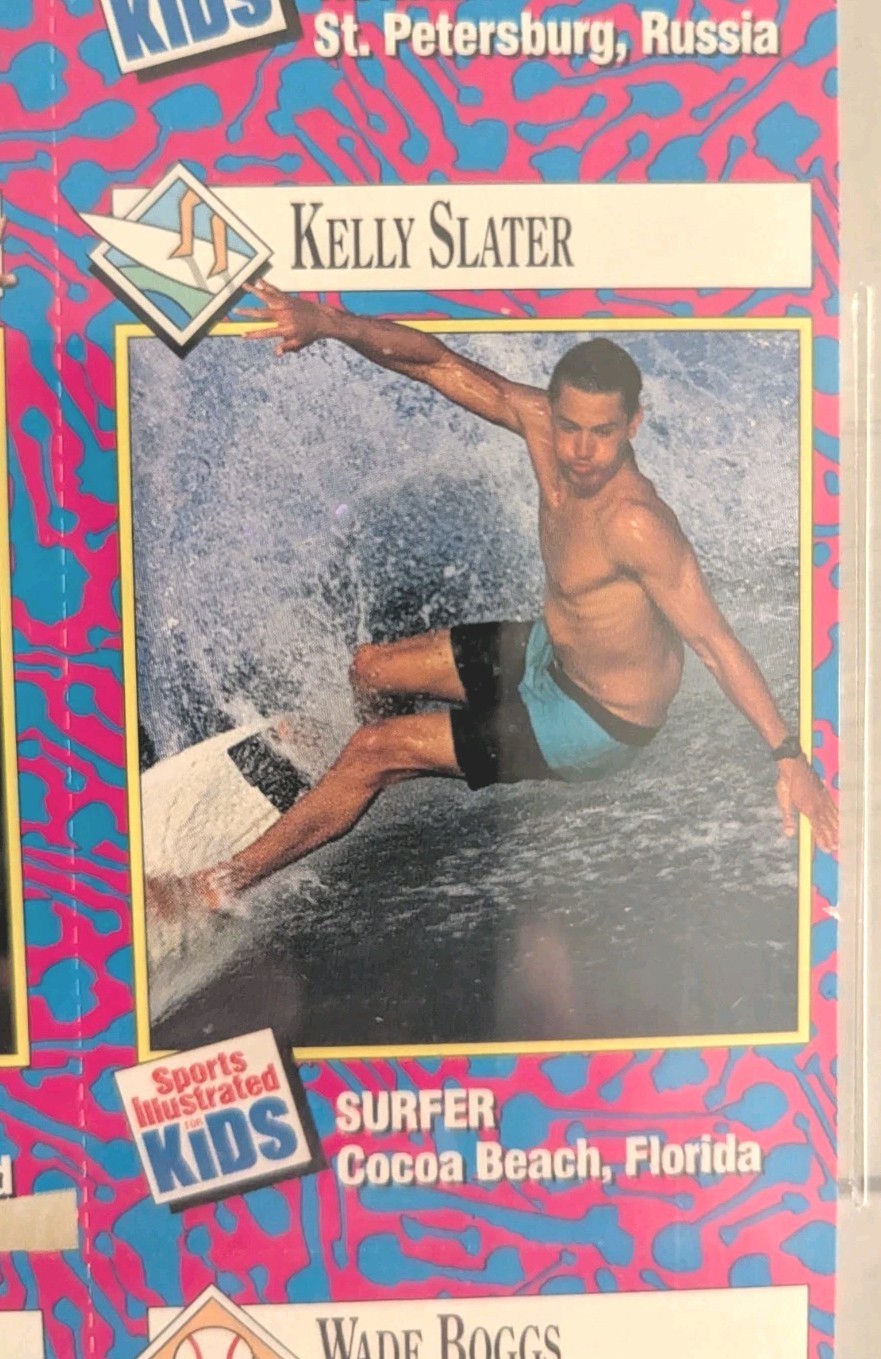 KIDS
St. Petersburg, Russia
KELLY SLATER
Sports
Illustrated
FOR
KIDS
SURFER
Cocoa Beach, Florida
d
WADE BOGGS